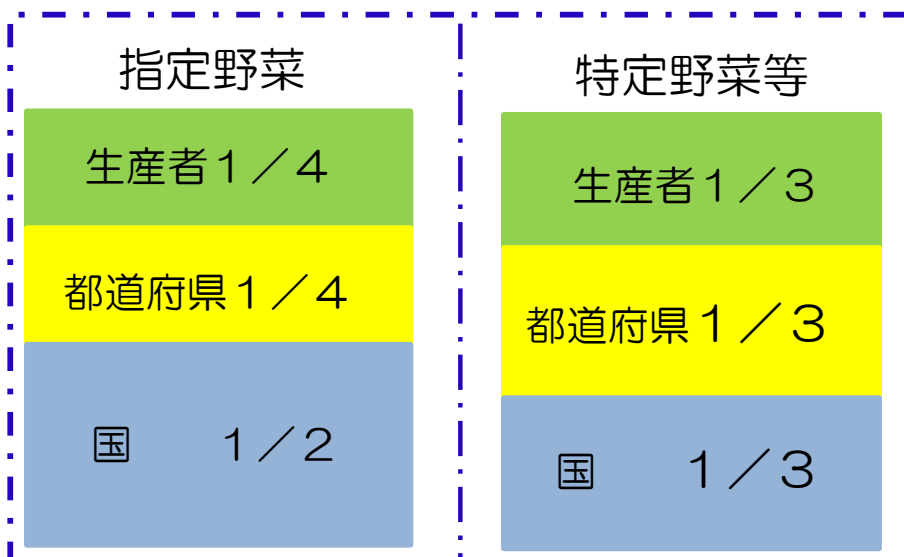 指定野菜
生産者1/4
都道府県1/4
国　　1/2
特定野菜等
生産者1/3
都道府県1/3
国　　1/3